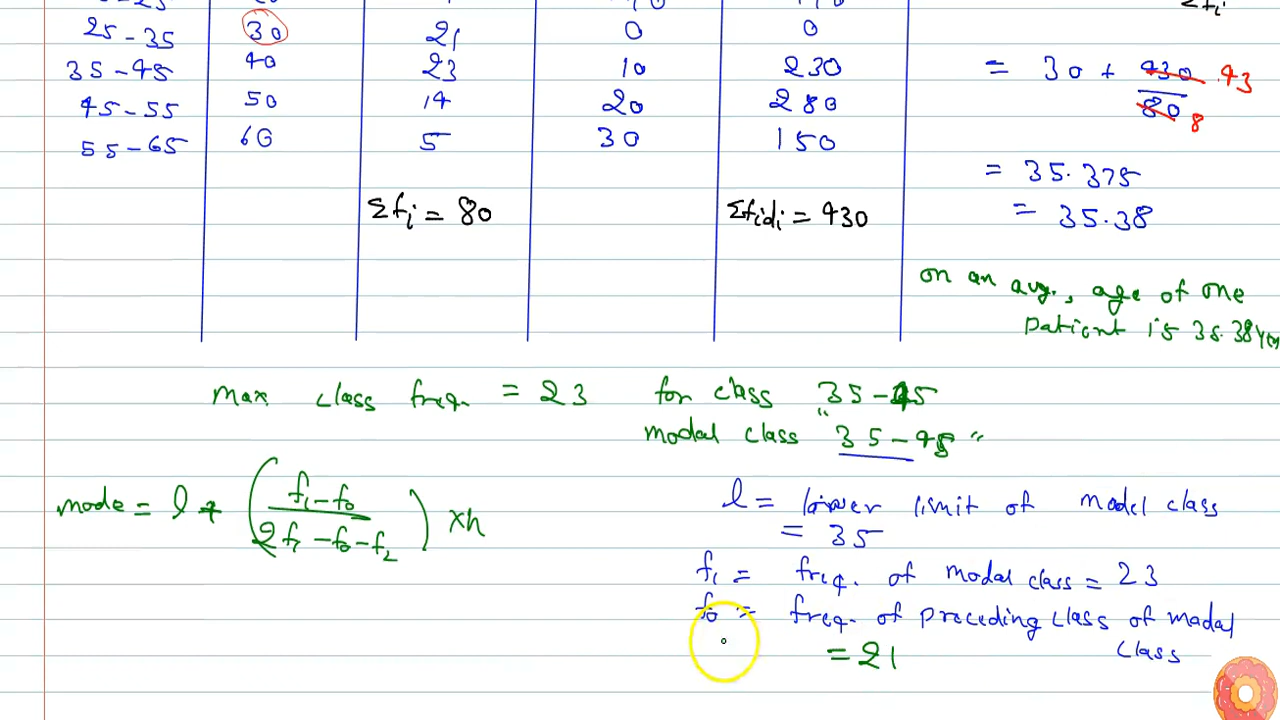 Σfi
25-35 30 21 0 0
35-45 40 23 10 230
45-55 50 14 20 280
55-65 60 5 30 150
= 30 + 430/80 43 8
= 35.375
= 35.38
Σfi = 80 Σfidi = 430
on an avg., age of one
patient is 35.38
max class freq. = 23 for class 35-45
modal class "35-45"
mode = l + (f1 - f0 / 2f1 - f0 - f2) × h
l = lower limit of model class
= 35
f1 = freq. of modal class = 23
f0 = freq. of preceding class of modal
class
= 21